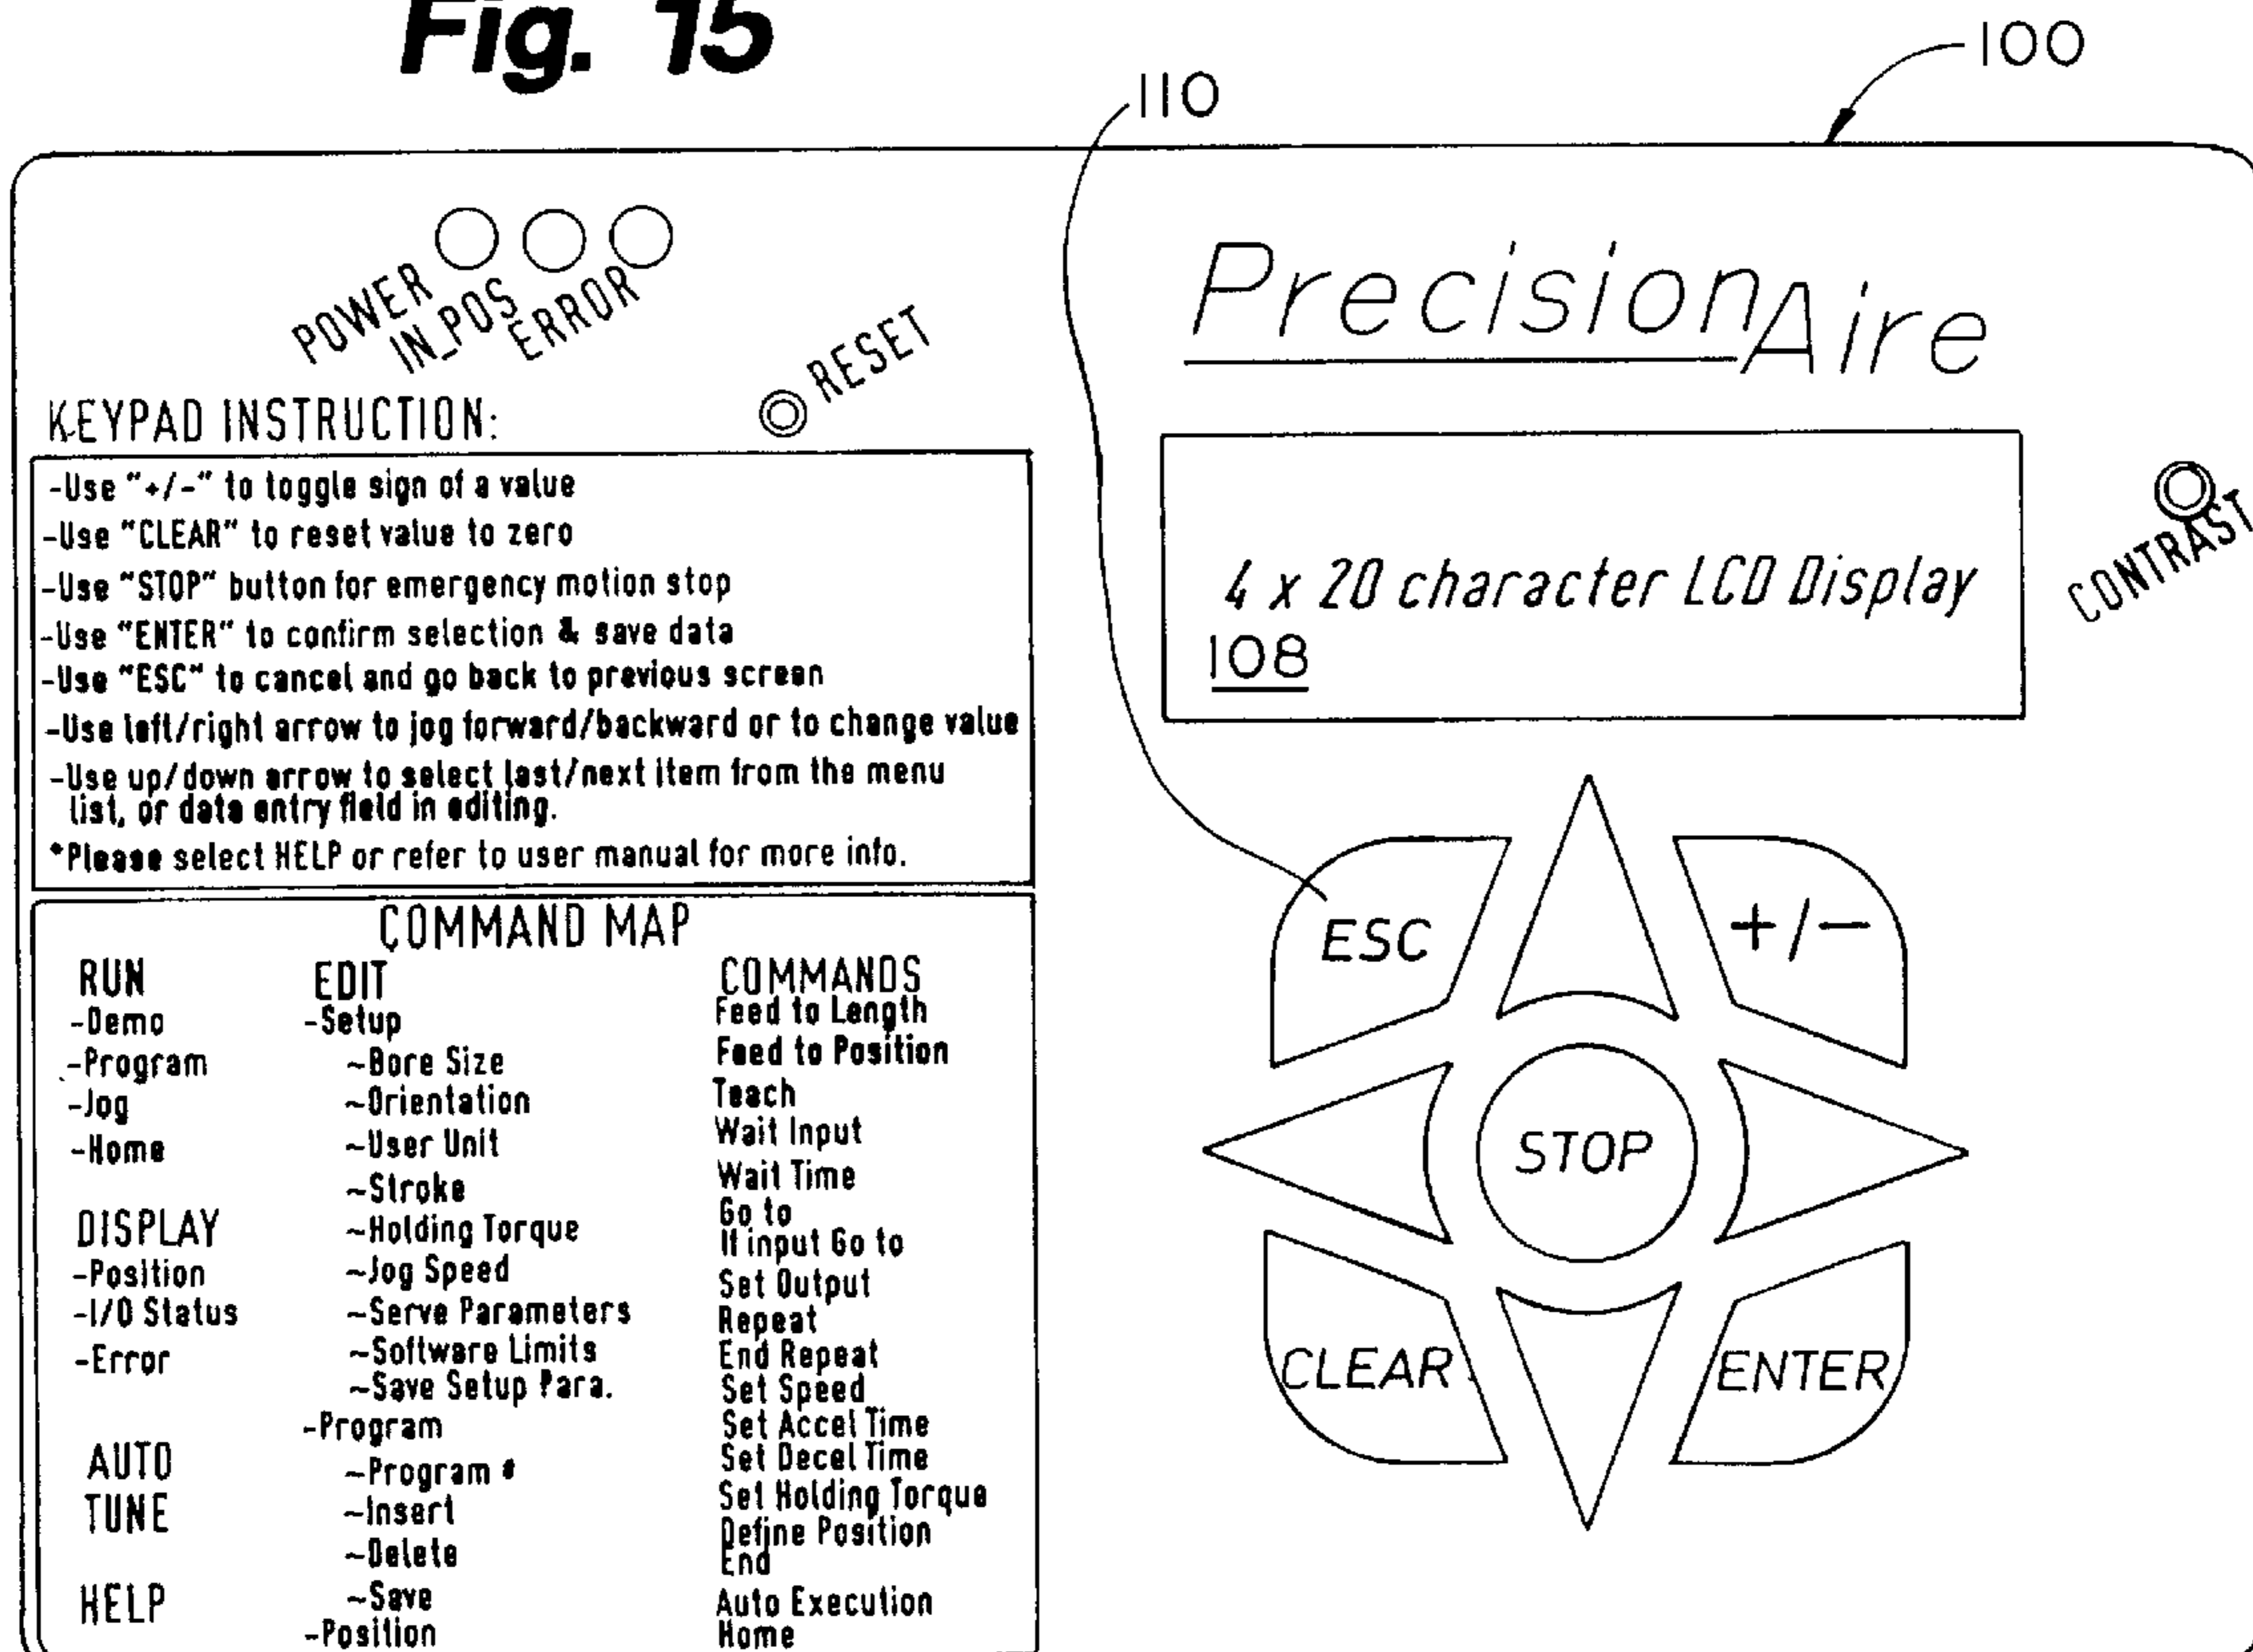 Fig. 15
100
110
POWER
IN_POS
ERROR
RESET
PrecisionAire
KEYPAD INSTRUCTION:
-Use "+/-" to toggle sign of a value
-Use "CLEAR" to reset value to zero
-Use "STOP" button for emergency motion stop
-Use "ENTER" to confirm selection & save data
-Use "ESC" to cancel and go back to previous screen
-Use left/right arrow to jog forward/backward or to change value
-Use up/down arrow to select last/next item from the menu
list, or data entry field in editing.
*Please select HELP or refer to user manual for more info.
4 x 20 character LCD Display
108
CONTRAST
COMMAND MAP
RUN
-Demo
-Program
-Jog
-Home
DISPLAY
-Position
-I/O Status
-Error
AUTO
TUNE
HELP
EDIT
-Setup
~Bore Size
~Orientation
~User Unit
~Stroke
~Holding Torque
~Jog Speed
~Serve Parameters
~Software Limits
~Save Setup Para.
-Program
~Program #
~Insert
~Delete
~Save
-Position
COMMANDS
Feed to Length
Feed to Position
Teach
Wait Input
Wait Time
Go to
If input Go to
Set Output
Repeat
End Repeat
Set Speed
Set Accel Time
Set Decel Time
Set Holding Torque
Define Position
End
Auto Execution
Home
ESC
+/-
STOP
CLEAR
ENTER